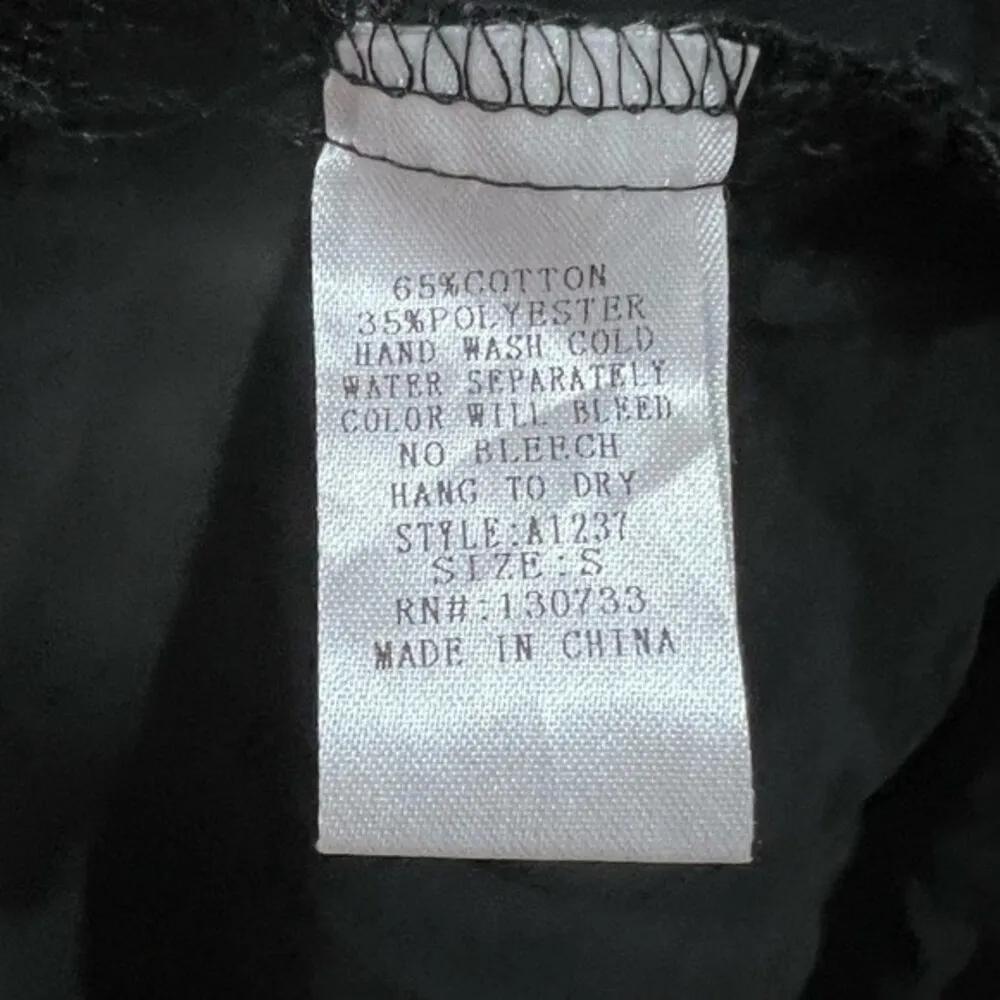 65%COTTON
35%POLYESTER
HAND WASH COLD
WATER SEPARATELY
COLOR WILL BLEED
NO BLEECH
HANG TO DRY
STYLE:A1237
SIZE:S
RN#:130733
MADE IN CHINA